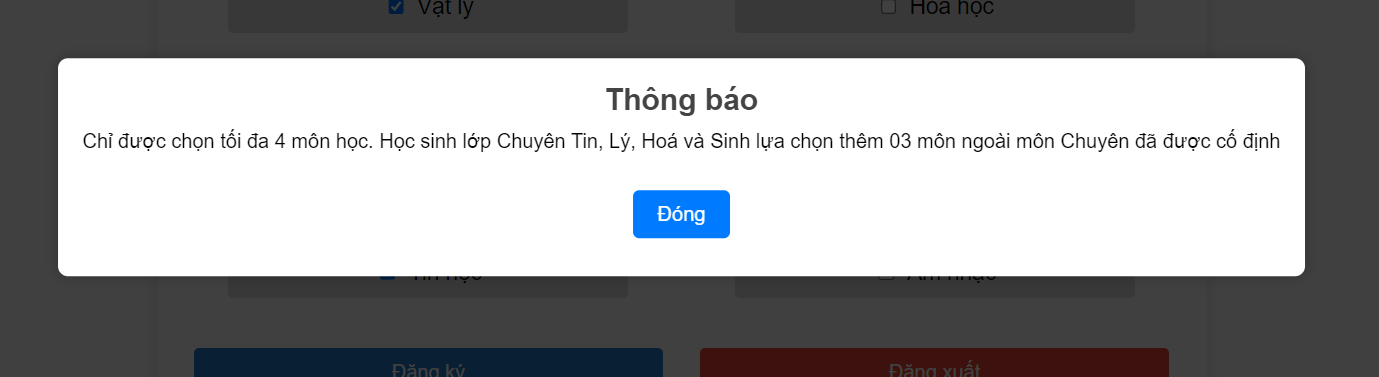 Vật lý
Hoá học
Thông báo
Chỉ được chọn tối đa 4 môn học. Học sinh lớp Chuyên Tin, Lý, Hoá và Sinh lựa chọn thêm 03 môn ngoài môn Chuyên đã được cố định
Đóng
Tin học
Âm nhạc
Đăng ký
Đăng xuất